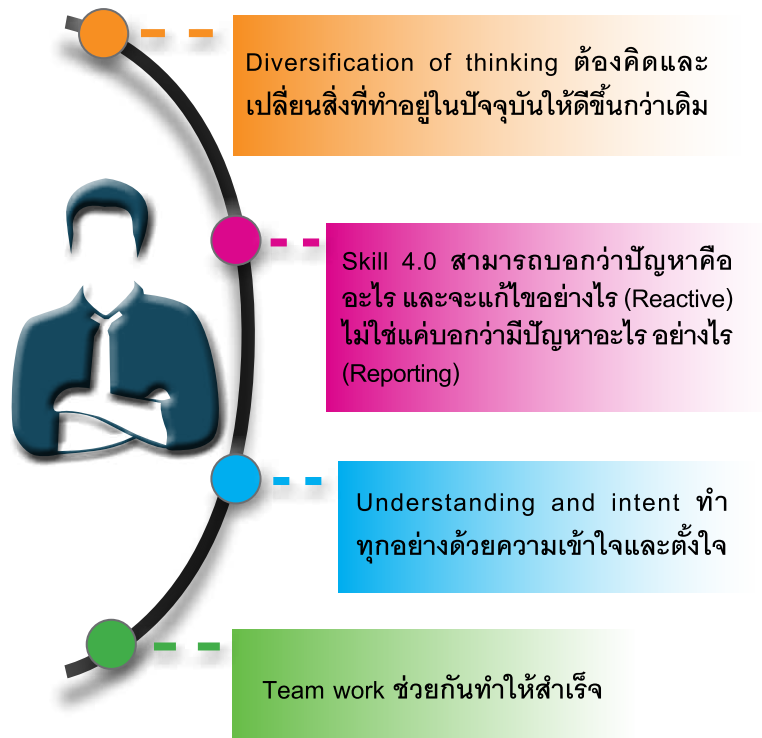 Diversification of thinking ต้องคิดและ
เปลี่ยนสิ่งที่ทำอยู่ในปัจจุบันให้ดีขึ้นกว่าเดิม
Skill 4.0 สามารถบอกว่าปัญหาคือ
อะไร และจะแก้ไขอย่างไร (Reactive)
ไม่ใช่แค่บอกว่ามีปัญหาอะไร อย่างไร
(Reporting)
Understanding and intent ทำ
ทุกอย่างด้วยความเข้าใจและตั้งใจ
Team work ช่วยกันทำให้สำเร็จ